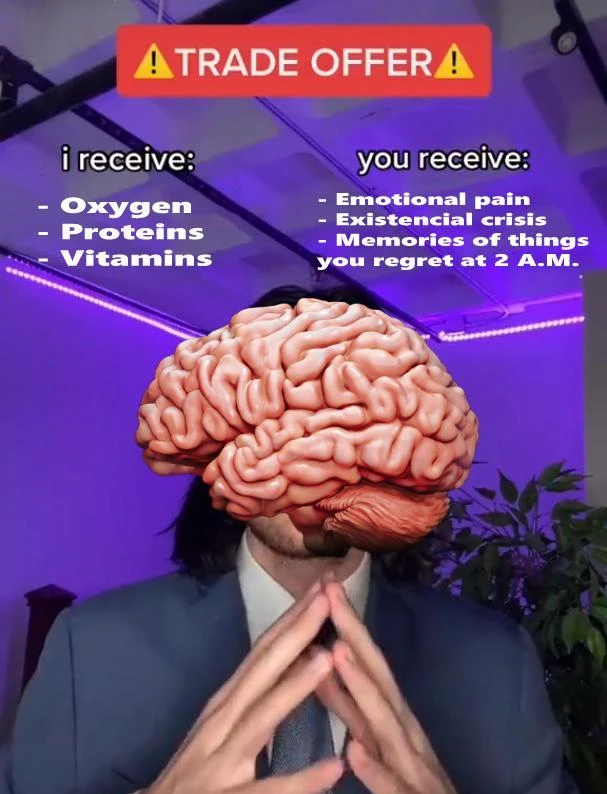 ⚠️TRADE OFFER⚠️
i receive:
- Oxygen
- Proteins
- Vitamins
you receive:
- Emotional pain
- Existencial crisis
- Memories of things
you regret at 2 A.M.